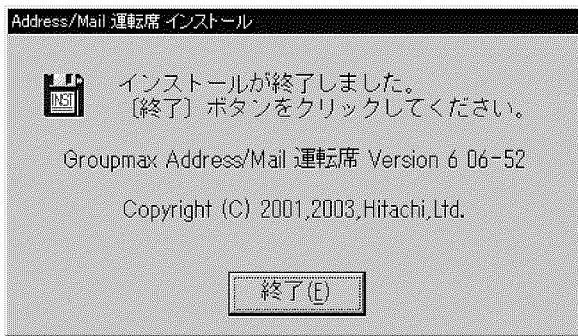 Address/Mail 運転席 インストール
INST
インストールが終了しました。
［終了］ボタンをクリックしてください。
Groupmax Address/Mail 運転席 Version 6 06-52
Copyright (C) 2001,2003,Hitachi,Ltd.
終了(E)